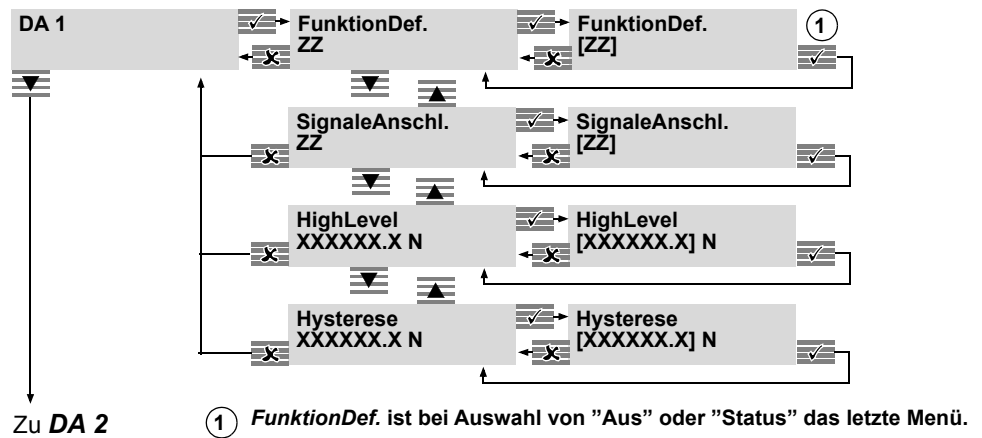 DA 1
FunktionDef.
ZZ
FunktionDef.
[ZZ]
1
SignaleAnschl.
ZZ
SignaleAnschl.
[ZZ]
HighLevel
XXXXXX.X N
HighLevel
[XXXXXX.X] N
Hysterese
XXXXXX.X N
Hysterese
[XXXXXX.X] N
Zu DA 2
1 FunktionDef. ist bei Auswahl von ”Aus” oder ”Status” das letzte Menü.